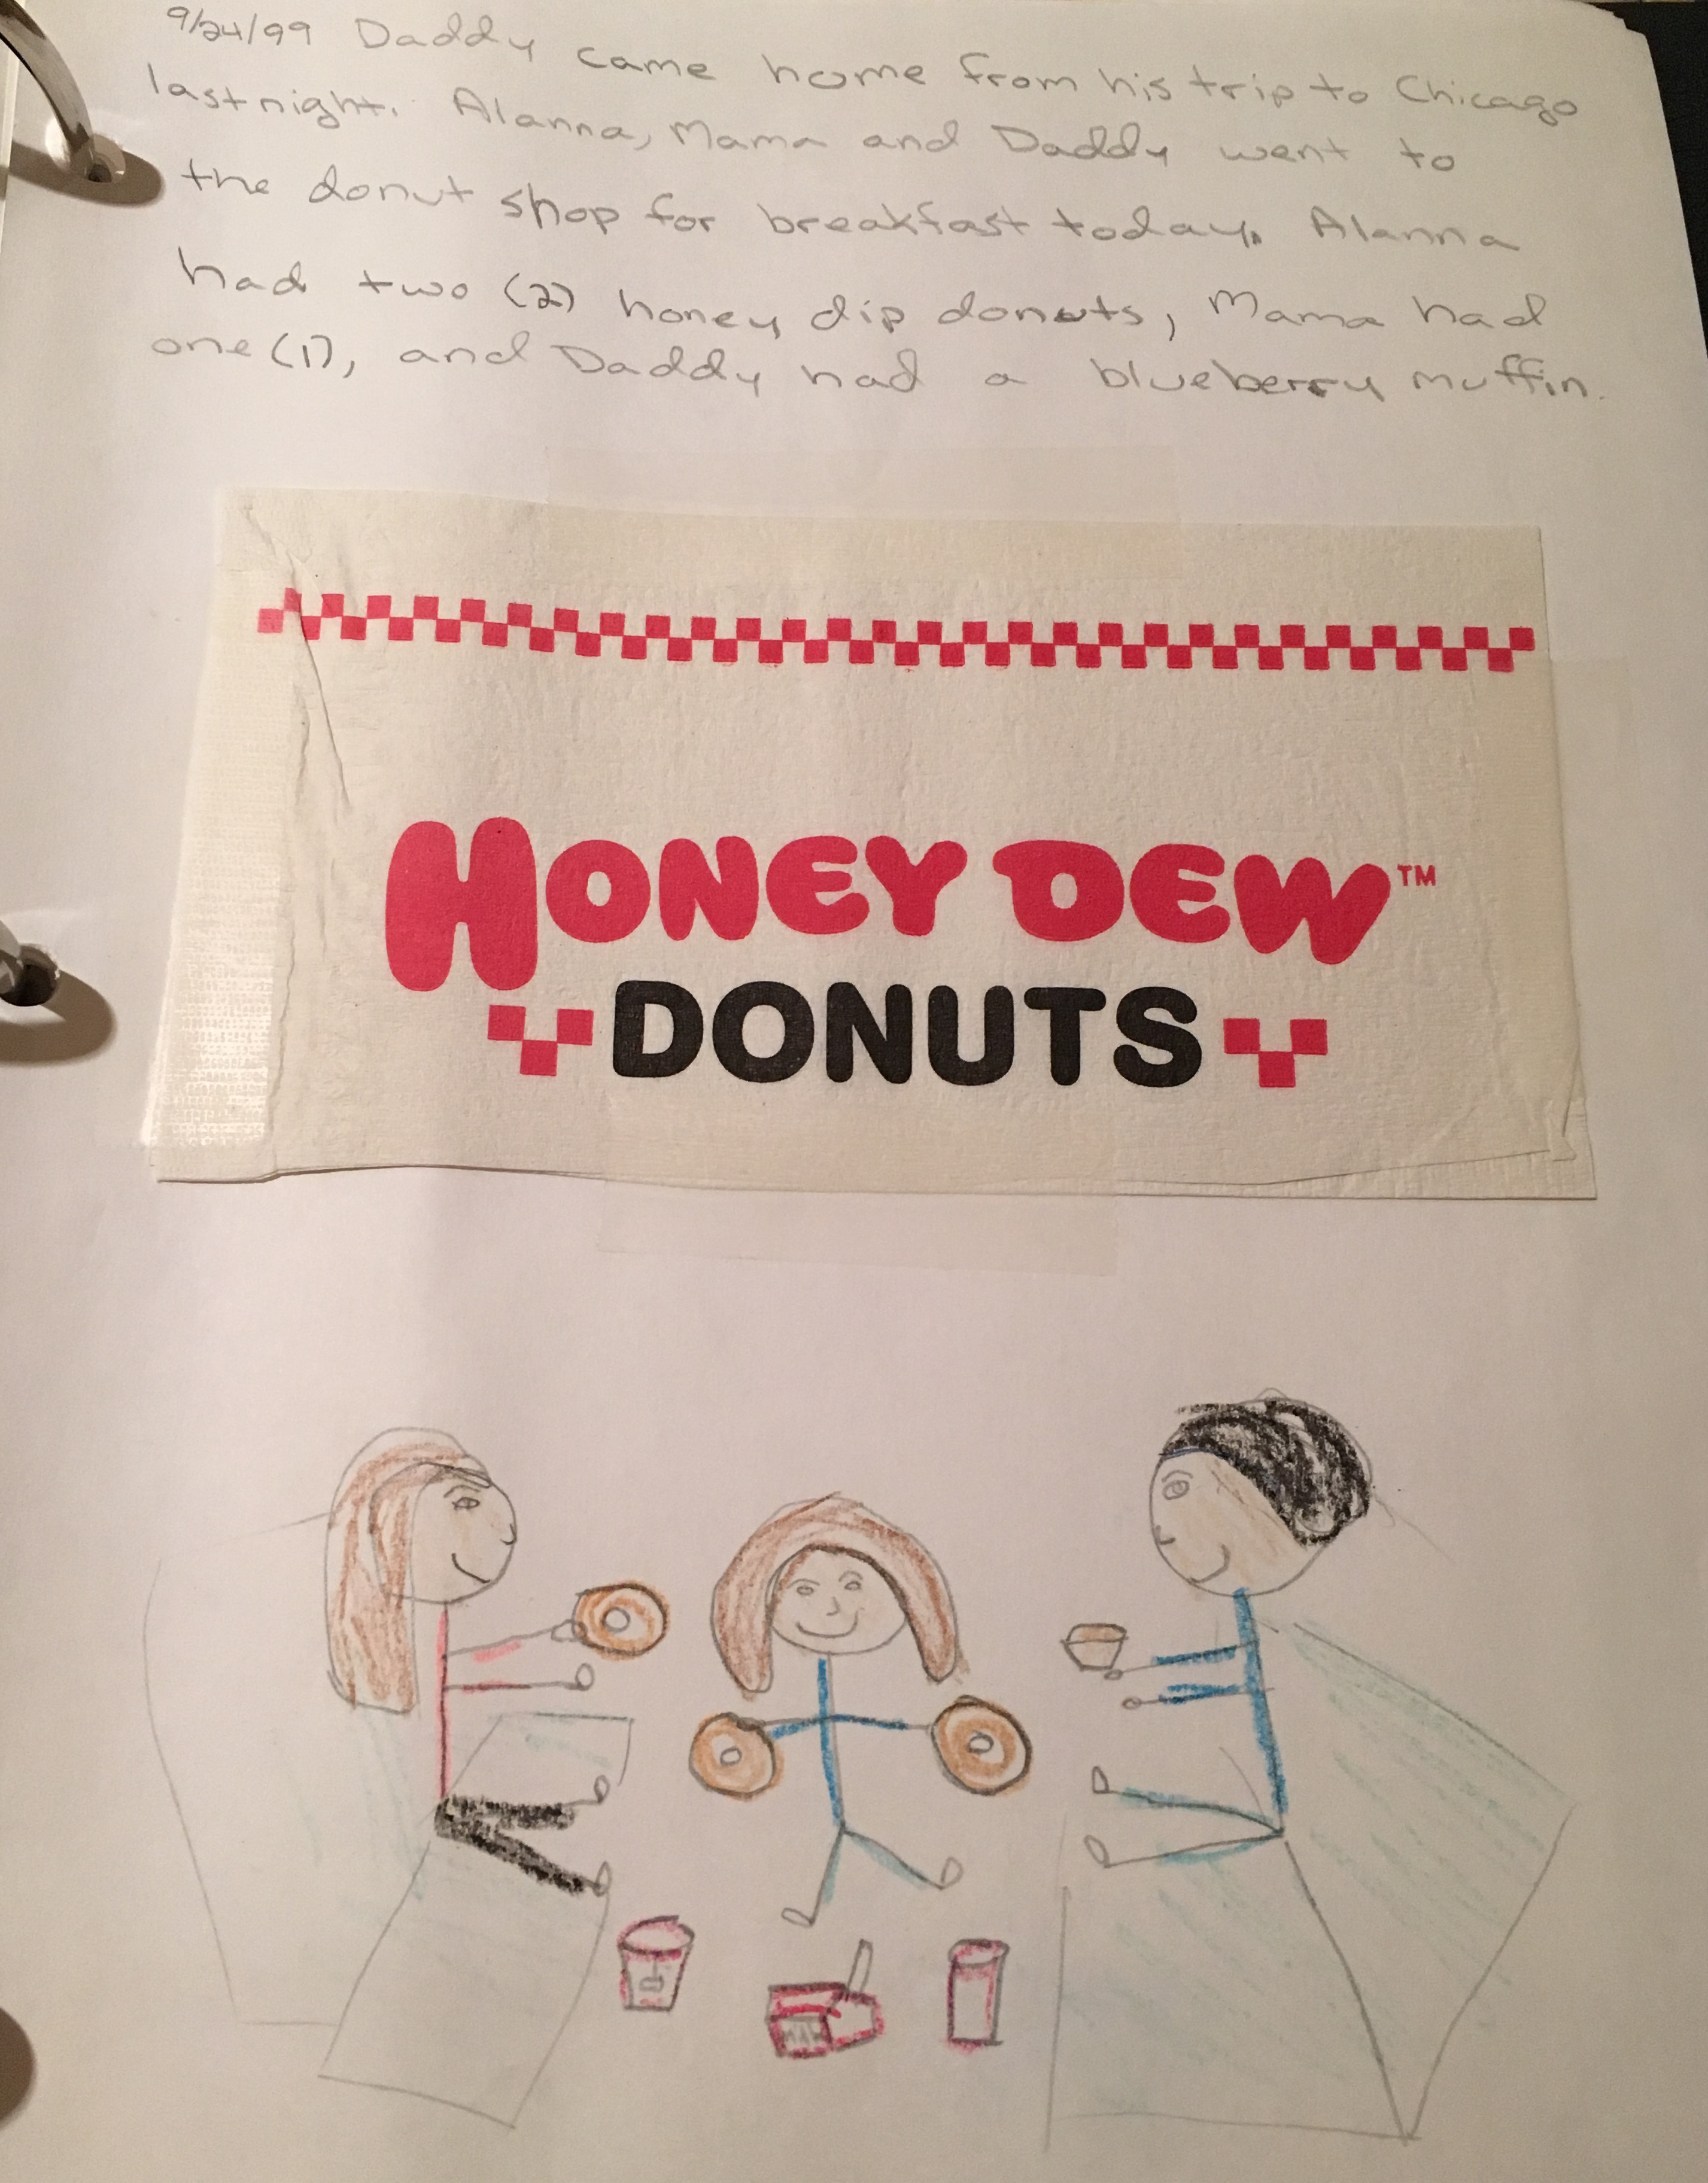 9/24/99 Daddy came home from his trip to Chicago
last night. Alanna, Mama and Daddy went to
the donut shop for breakfast today. Alanna
had two (2) honey dip donuts, Mama had
one (1), and Daddy had a blueberry muffin.
HONEY DEW™
DONUTS